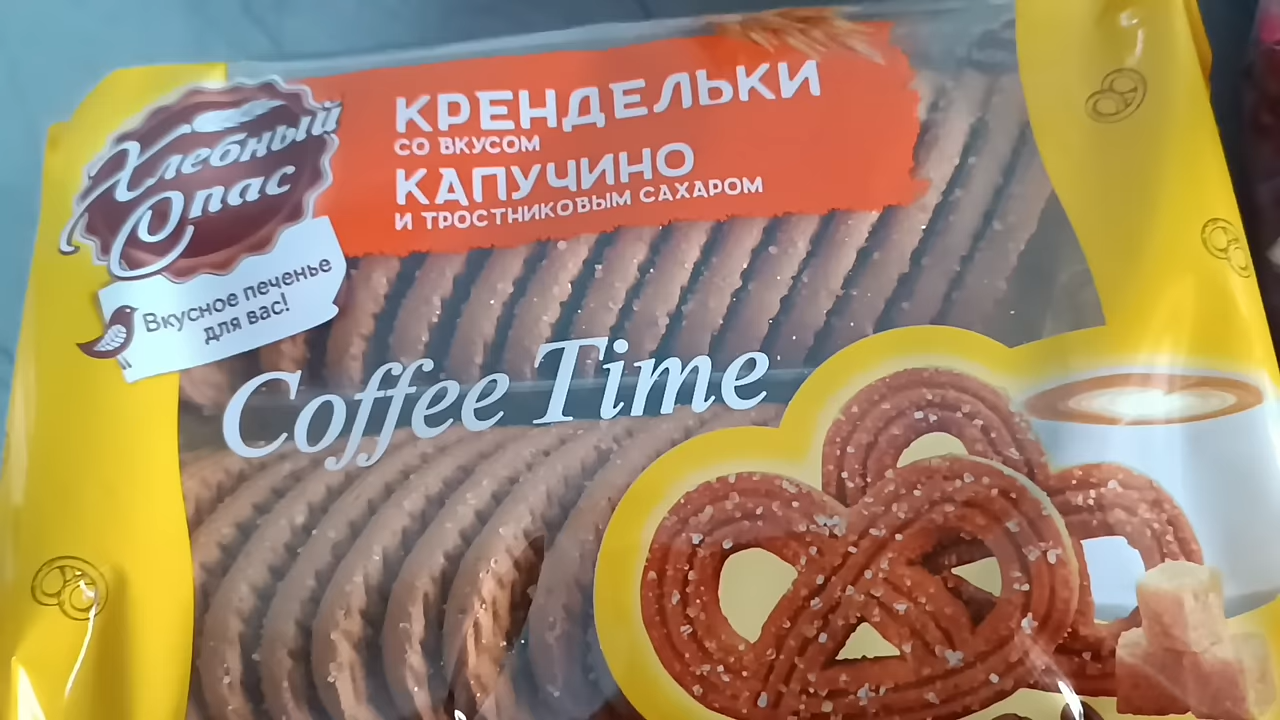 Хлебный
Спас
Вкусное печенье
для вас!
КРЕНДЕЛЬКИ
СО ВКУСОМ
КАПУЧИНО
И ТРОСТНИКОВЫМ САХАРОМ
Coffee Time